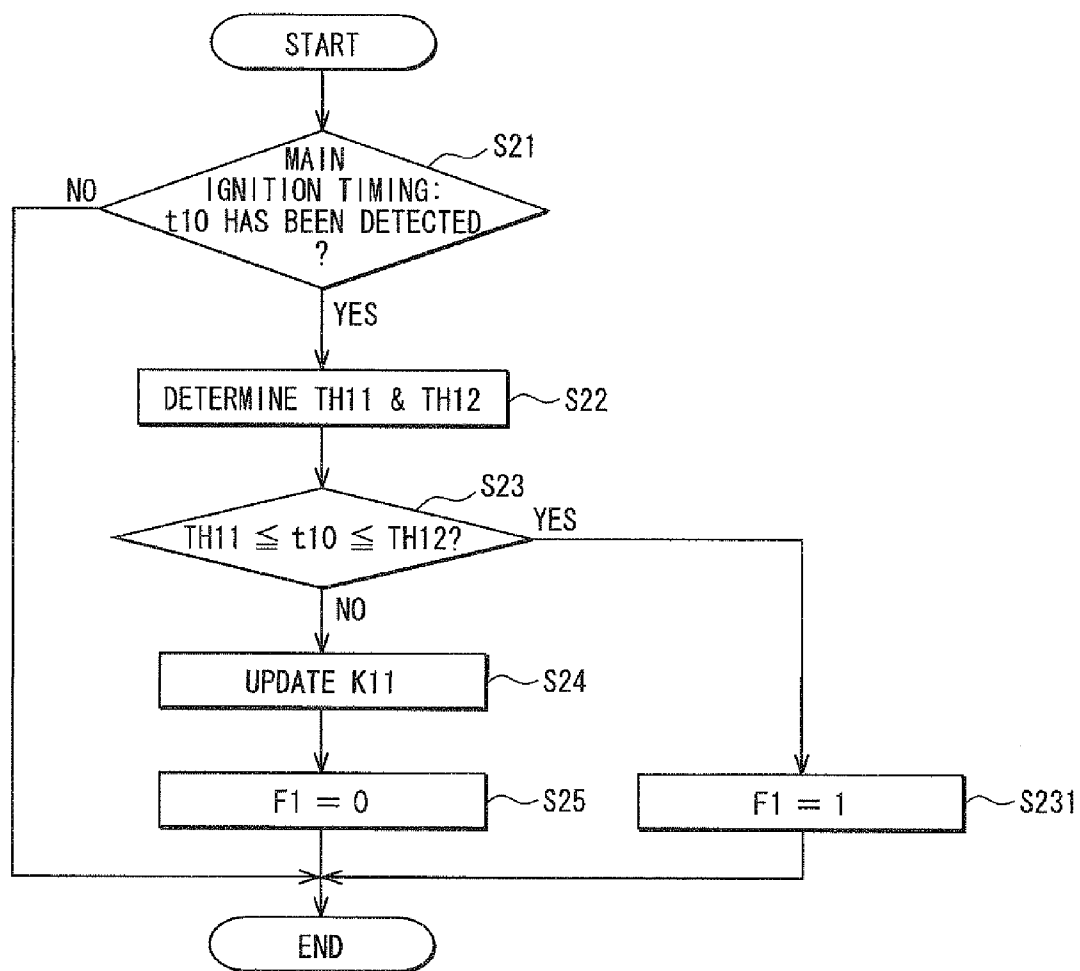 START
S21
MAIN
IGNITION TIMING:
t10 HAS BEEN DETECTED
?
NO
YES
DETERMINE TH11 & TH12
S22
S23
TH11 ≦ t10 ≦ TH12?
YES
NO
UPDATE K11
S24
F1 = 0
S25
F1 = 1
S231
END